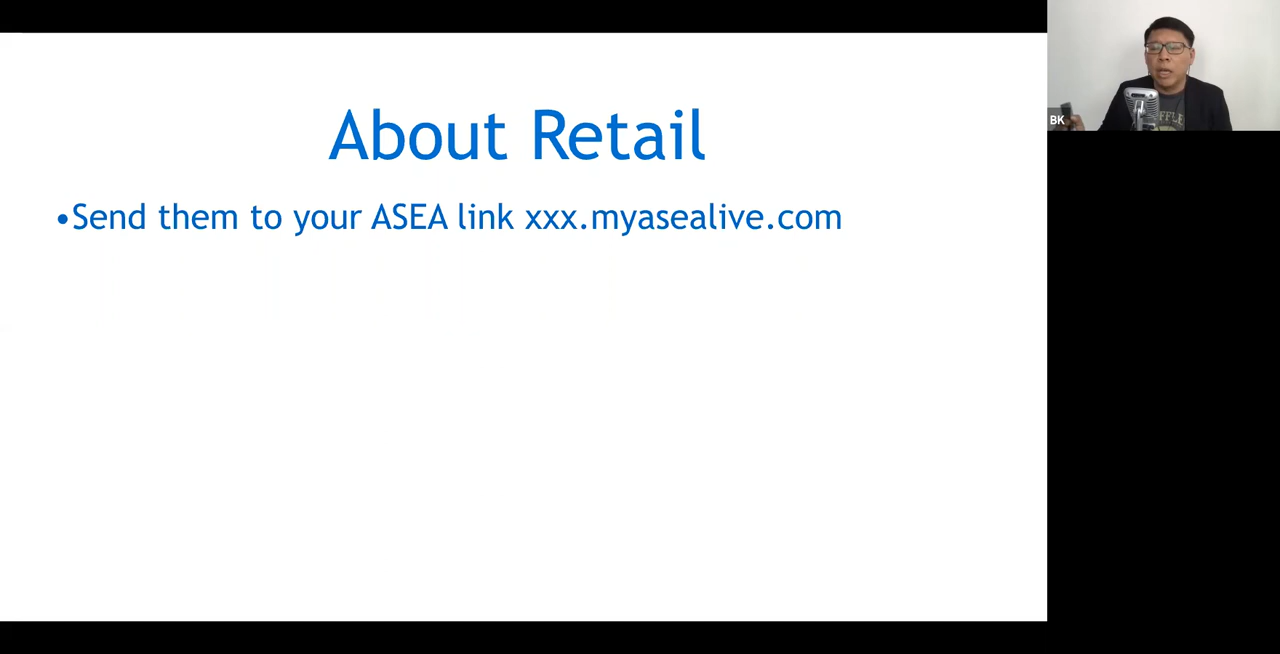 About Retail
•Send them to your ASEA link xxx.myasealive.com
BK